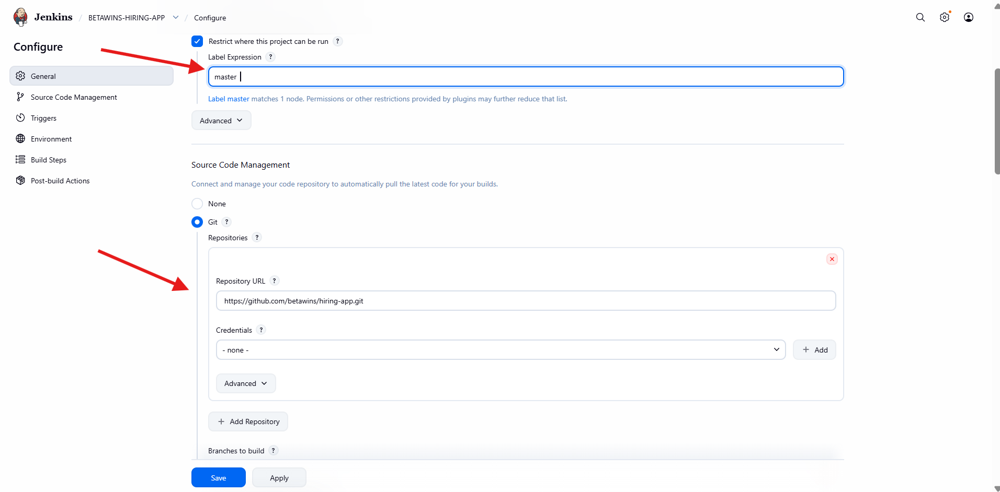 Jenkins / BETAWINS-HIRING-APP / Configure
Configure
General
Source Code Management
Triggers
Environment
Build Steps
Post-build Actions
Restrict where this project can be run ?
Label Expression ?
master
Label master matches 1 node. Permissions or other restrictions provided by plugins may further reduce that list.
Advanced
Source Code Management
Connect and manage your code repository to automatically pull the latest code for your builds.
None
Git ?
Repositories ?
Repository URL ?
https://github.com/betawins/hiring-app.git
Credentials ?
- none -
+ Add
Advanced
+ Add Repository
Branches to build ?
Save
Apply